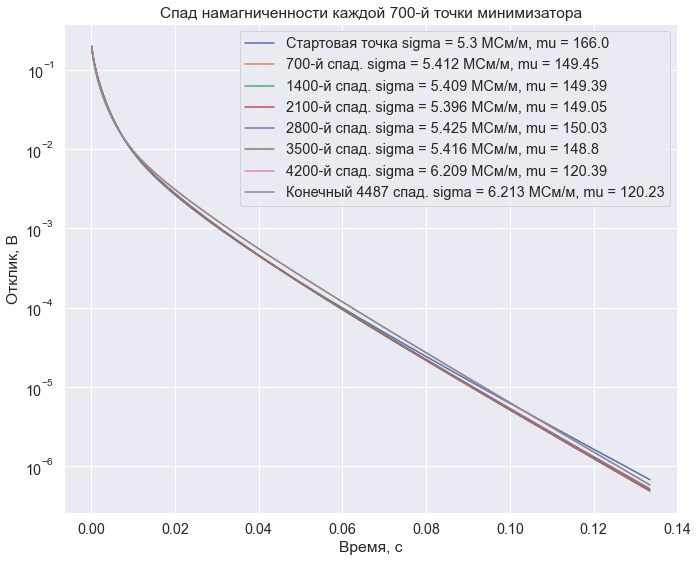 Спад намагниченности каждой 700-й точки минимизатора
Стартовая точка sigma = 5.3 МСм/м, mu = 166.0
700-й спад. sigma = 5.412 МСм/м, mu = 149.45
1400-й спад. sigma = 5.409 МСм/м, mu = 149.39
2100-й спад. sigma = 5.396 МСм/м, mu = 149.05
2800-й спад. sigma = 5.425 МСм/м, mu = 150.03
3500-й спад. sigma = 5.416 МСм/м, mu = 148.8
4200-й спад. sigma = 6.209 МСм/м, mu = 120.39
Конечный 4487 спад. sigma = 6.213 МСм/м, mu = 120.23
Отклик, В
10⁻¹
10⁻²
10⁻³
10⁻⁴
10⁻⁵
10⁻⁶
0.00 0.02 0.04 0.06 0.08 0.10 0.12 0.14
Время, с